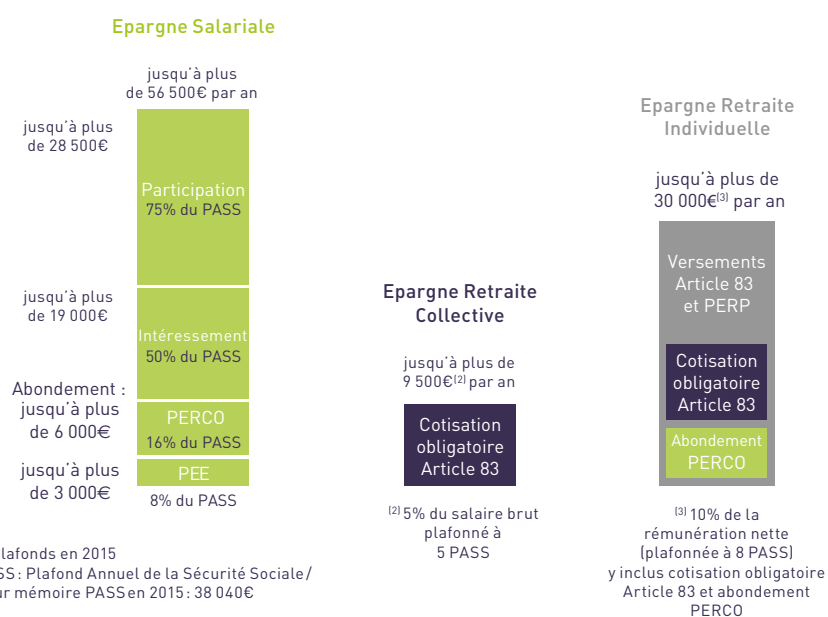 Epargne Salariale
jusqu’à plus
de 56 500€ par an
jusqu’à plus
de 28 500€
Participation
75% du PASS
jusqu’à plus
de 19 000€
Intéressement
50% du PASS
Abondement :
jusqu’à plus
de 6 000€
PERCO
16% du PASS
jusqu’à plus
de 3 000€
PEE
8% du PASS
Epargne Retraite
Collective
jusqu’à plus de
9 500€(2) par an
Cotisation
obligatoire
Article 83
(2) 5% du salaire brut
plafonné à
5 PASS
Epargne Retraite
Individuelle
jusqu’à plus de
30 000€(3) par an
Versements
Article 83
et PERP
Cotisation
obligatoire
Article 83
Abondement
PERCO
(3) 10% de la
rémunération nette
(plafonnée à 8 PASS)
y inclus cotisation obligatoire
Article 83 et abondement
PERCO
lafonds en 2015
SS : Plafond Annuel de la Sécurité Sociale /
ur mémoire PASS en 2015 : 38 040€